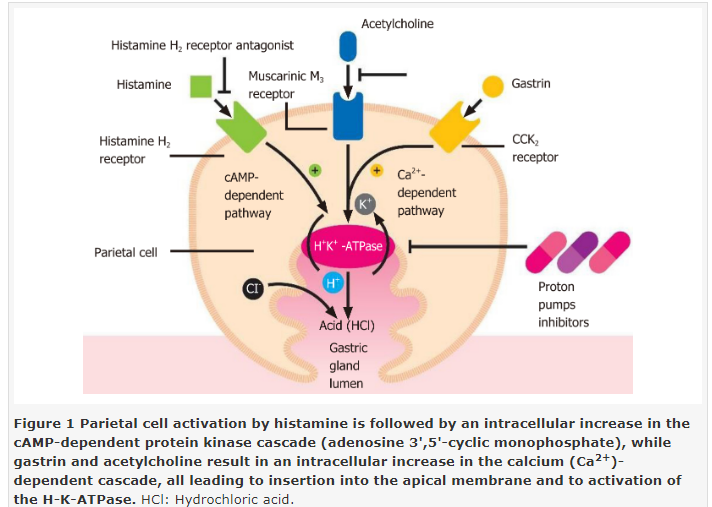 Acetylcholine
Histamine H₂ receptor antagonist
Histamine
Muscarinic M₃
receptor
Gastrin
Histamine H₂
receptor
CCK₂
receptor
+
+
cAMP-
dependent
pathway
Ca²⁺-
dependent
pathway
K⁺
H⁺K⁺ -ATPase
Parietal cell
H⁺
CI
Proton
pumps
inhibitors
Acid (HCl)
Gastric
gland
lumen
Figure 1 Parietal cell activation by histamine is followed by an intracellular increase in the
cAMP-dependent protein kinase cascade (adenosine 3',5'-cyclic monophosphate), while
gastrin and acetylcholine result in an intracellular increase in the calcium (Ca²⁺)-
dependent cascade, all leading to insertion into the apical membrane and to activation of
the H-K-ATPase. HCl: Hydrochloric acid.